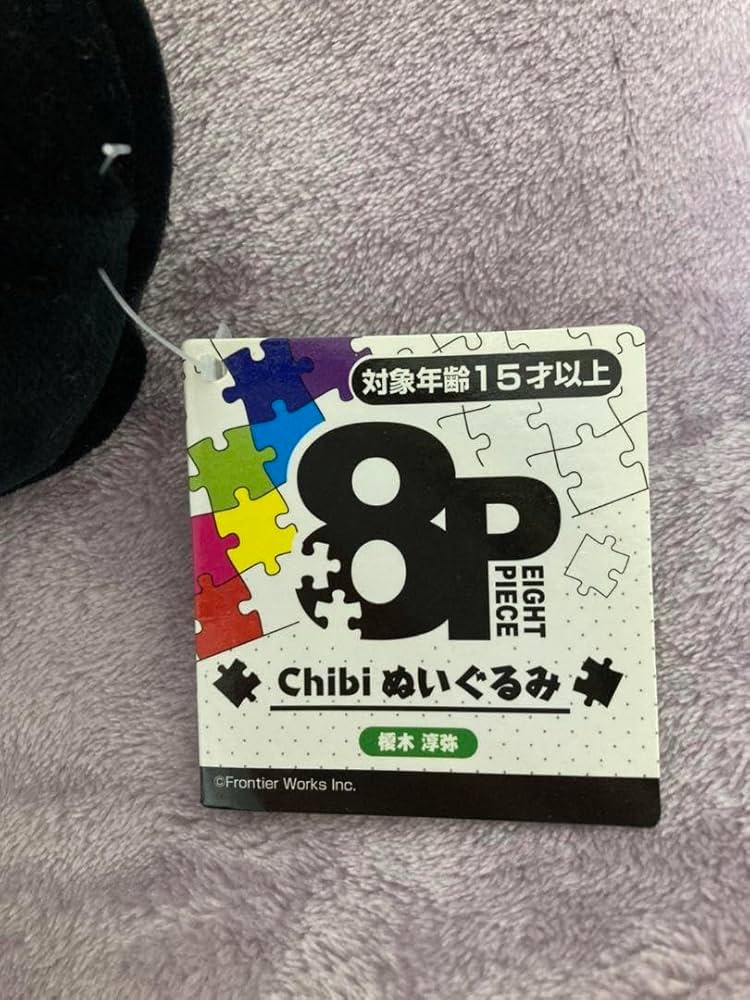 対象年齢15才以上
8P
EIGHT
PIECE
Chibi ぬいぐるみ
榎木 淳弥
©Frontier Works Inc.